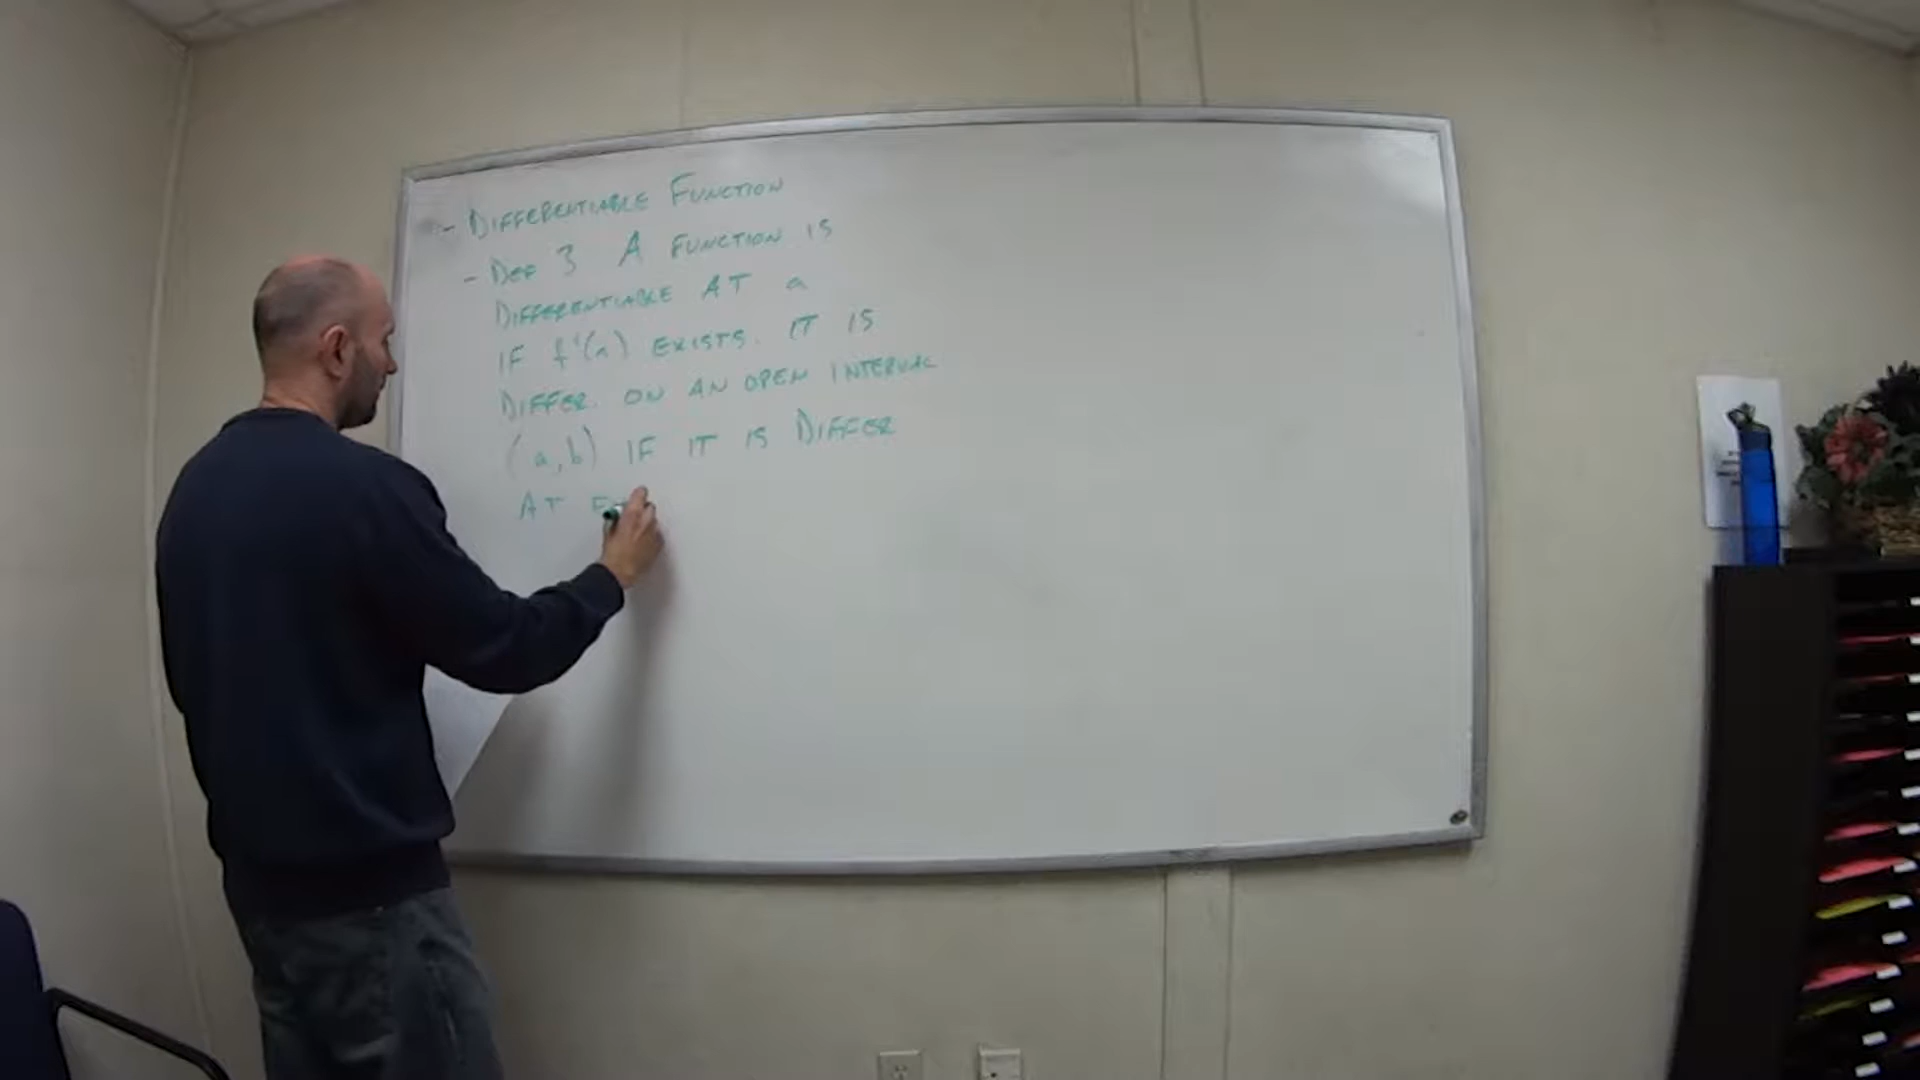 - DIFFERENTIABLE FUNCTION
- DEF 3 A FUNCTION IS
DIFFERENTIABLE AT a
IF f'(a) EXISTS. IT IS
DIFFER. ON AN OPEN INTERVAL
(a,b) IF IT IS DIFFER
AT